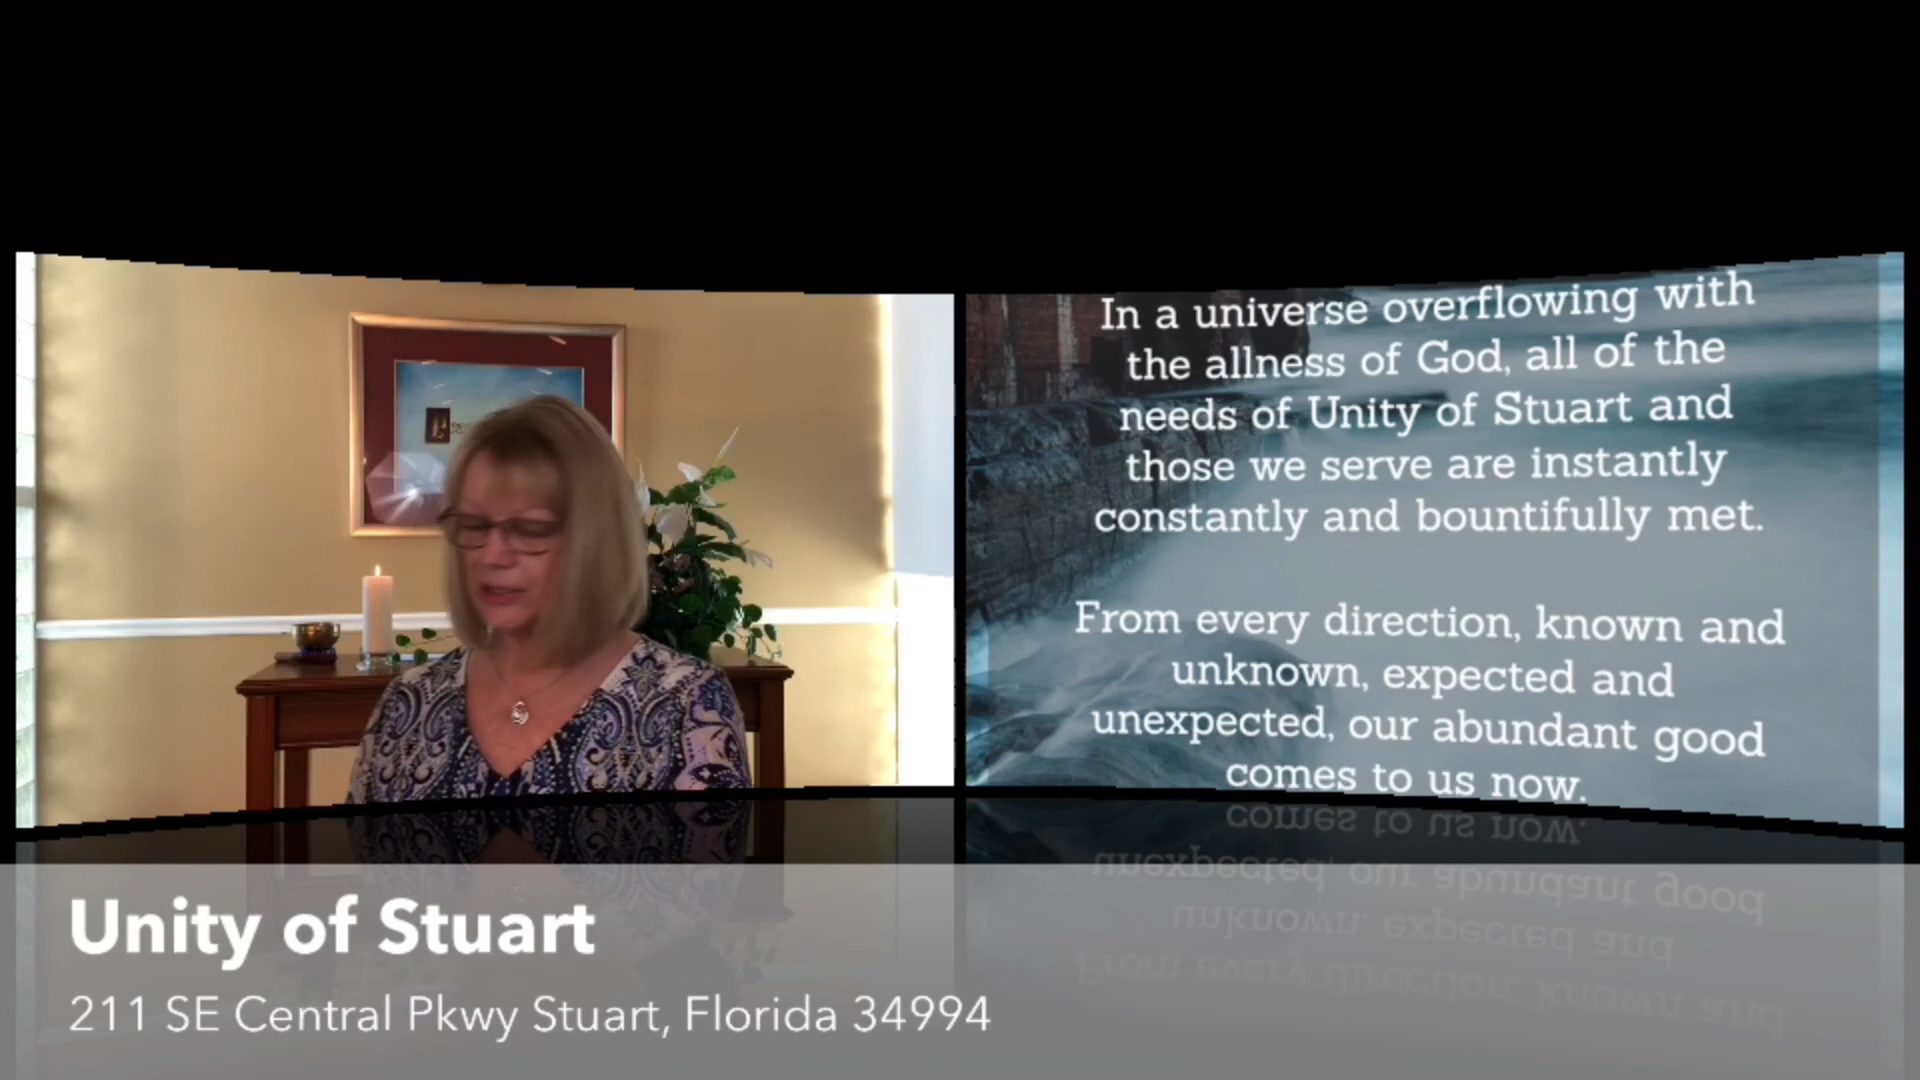 In a universe overflowing with
the allness of God, all of the
needs of Unity of Stuart and
those we serve are instantly
constantly and bountifully met.
From every direction, known and
unknown, expected and
unexpected, our abundant good
comes to us now.
Unity of Stuart
211 SE Central Pkwy Stuart, Florida 34994